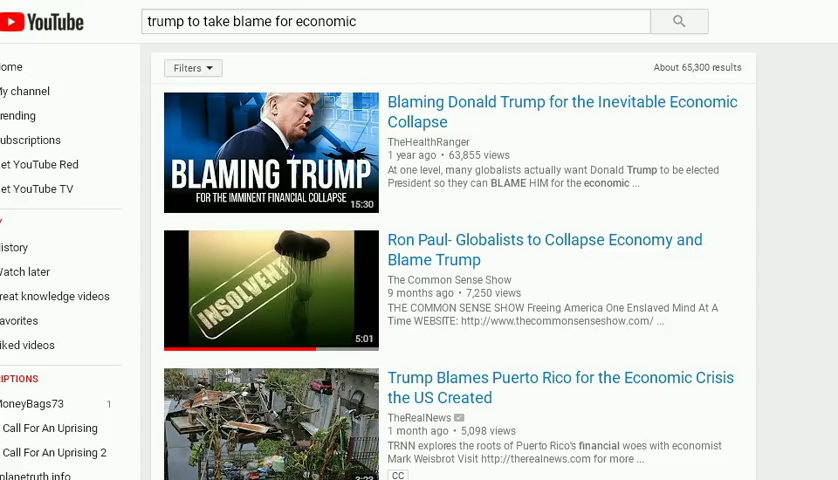 YouTube
trump to take blame for economic
ome
y channel
rending
ubscriptions
et YouTube Red
et YouTube TV
istory
atch later
reat knowledge videos
avorites
iked videos
IPTIONS
oneyBags73 1
Call For An Uprising
Call For An Uprising 2
planetruth.info
Filters
About 65,300 results
BLAMING TRUMP
FOR THE IMMINENT FINANCIAL COLLAPSE
15:30
Blaming Donald Trump for the Inevitable Economic
Collapse
TheHealthRanger
1 year ago • 63,855 views
At one level, many globalists actually want Donald Trump to be elected
President so they can BLAME HIM for the economic ...
INSOLVENT
5:01
Ron Paul- Globalists to Collapse Economy and
Blame Trump
The Common Sense Show
9 months ago • 7,250 views
THE COMMON SENSE SHOW Freeing America One Enslaved Mind At A
Time WEBSITE: http://www.thecommonsenseshow.com/ ...
Trump Blames Puerto Rico for the Economic Crisis
the US Created
TheRealNews
1 month ago • 5,098 views
TRNN explores the roots of Puerto Rico's financial woes with economist
Mark Weisbrot Visit http://therealnews.com for more ...
CC